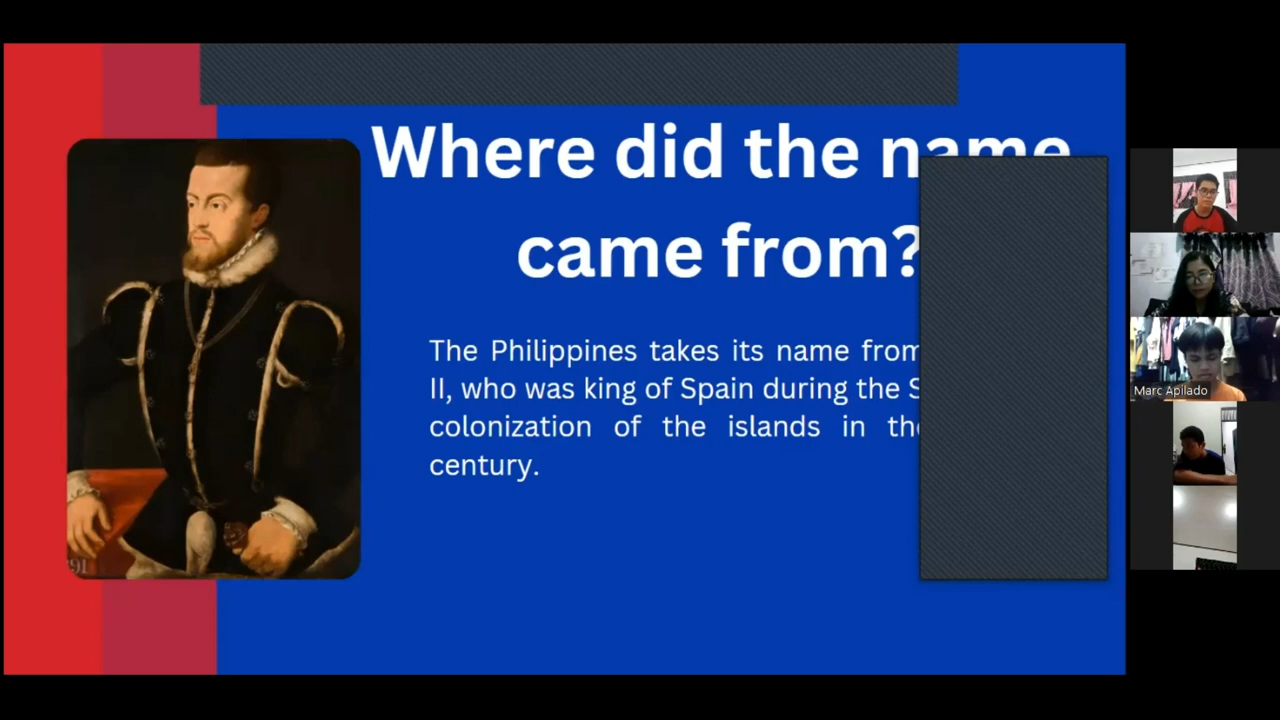 Where did the name
came from?
The Philippines takes its name from
II, who was king of Spain during the
colonization of the islands in the
century.
Marc Apilado